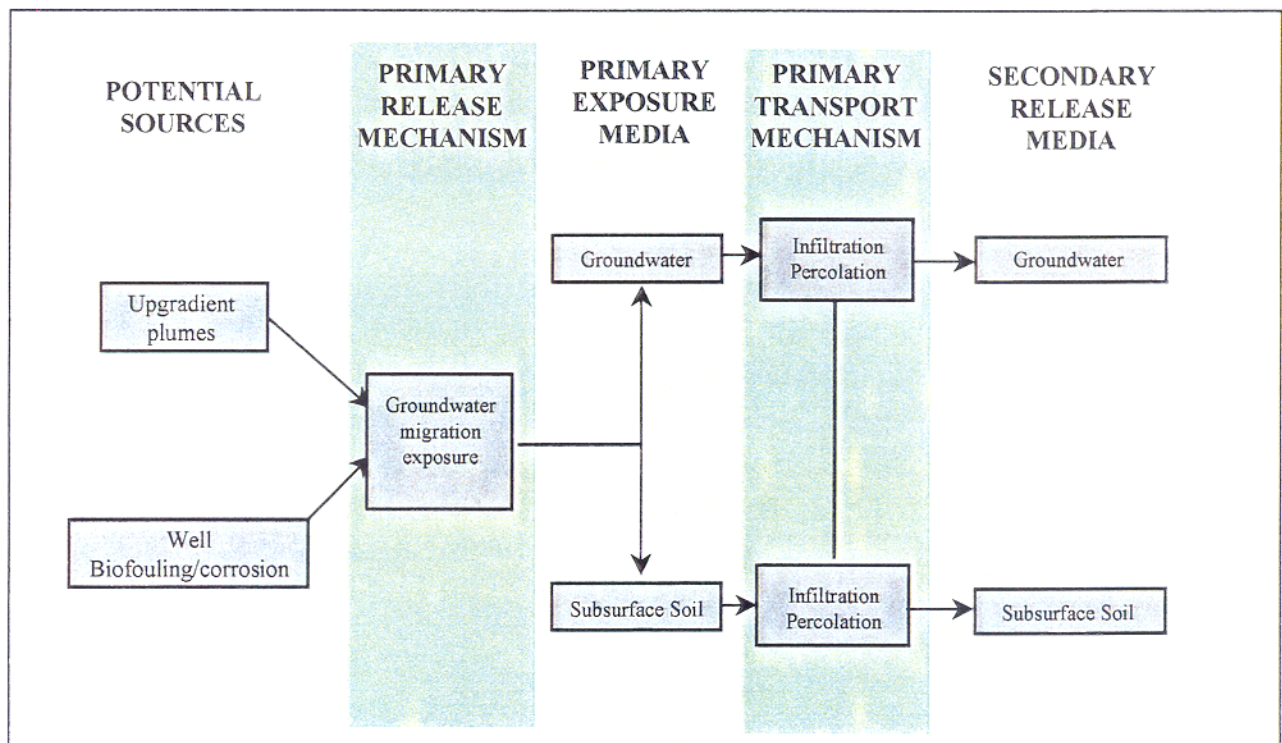 POTENTIAL
SOURCES
PRIMARY
RELEASE
MECHANISM
PRIMARY
EXPOSURE
MEDIA
PRIMARY
TRANSPORT
MECHANISM
SECONDARY
RELEASE
MEDIA
Upgradient
plumes
Well
Biofouling/corrosion
Groundwater
migration
exposure
Groundwater
Subsurface Soil
Infiltration
Percolation
Infiltration
Percolation
Groundwater
Subsurface Soil